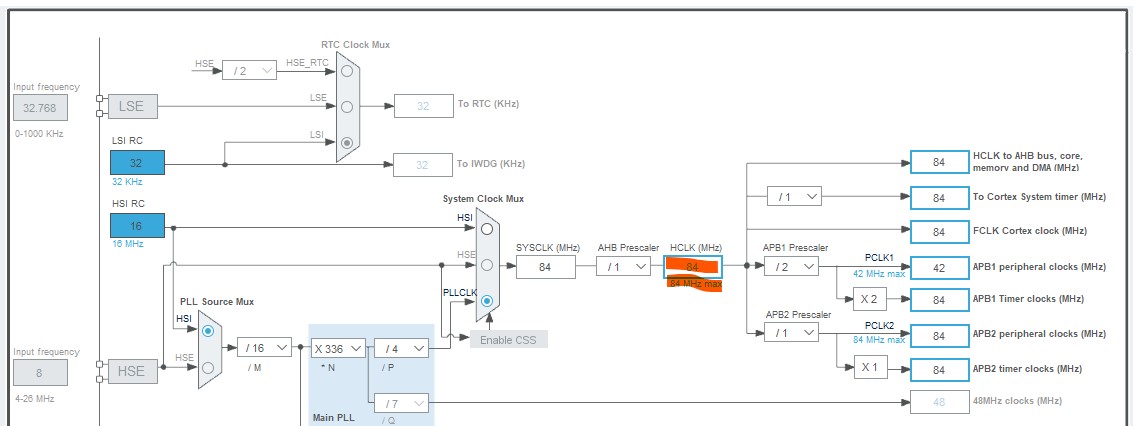 RTC Clock Mux
HSE
/ 2
HSE_RTC
Input frequency
32.768
0-1000 KHz
LSE
LSE
32
To RTC (KHz)
LSI RC
LSI
32
32 KHz
32
To IWDG (KHz)
HSI RC
16
16 MHz
System Clock Mux
HSI
HSE
PLLCLK
SYSCLK (MHz)
84
AHB Prescaler
/ 1
HCLK (MHz)
84
84 MHz max
84
HCLK to AHB bus, core,
memory and DMA (MHz)
/ 1
84
To Cortex System timer (MHz)
84
FCLK Cortex clock (MHz)
APB1 Prescaler
/ 2
PCLK1
42 MHz max
42
APB1 peripheral clocks (MHz)
X 2
84
APB1 Timer clocks (MHz)
APB2 Prescaler
/ 1
PCLK2
84 MHz max
84
APB2 peripheral clocks (MHz)
X 1
84
APB2 timer clocks (MHz)
PLL Source Mux
HSI
HSE
Input frequency
8
4-26 MHz
HSE
/ 16
/ M
X 336
* N
/ 4
/ P
Enable CSS
/ 7
/ Q
Main PLL
48
48MHz clocks (MHz)